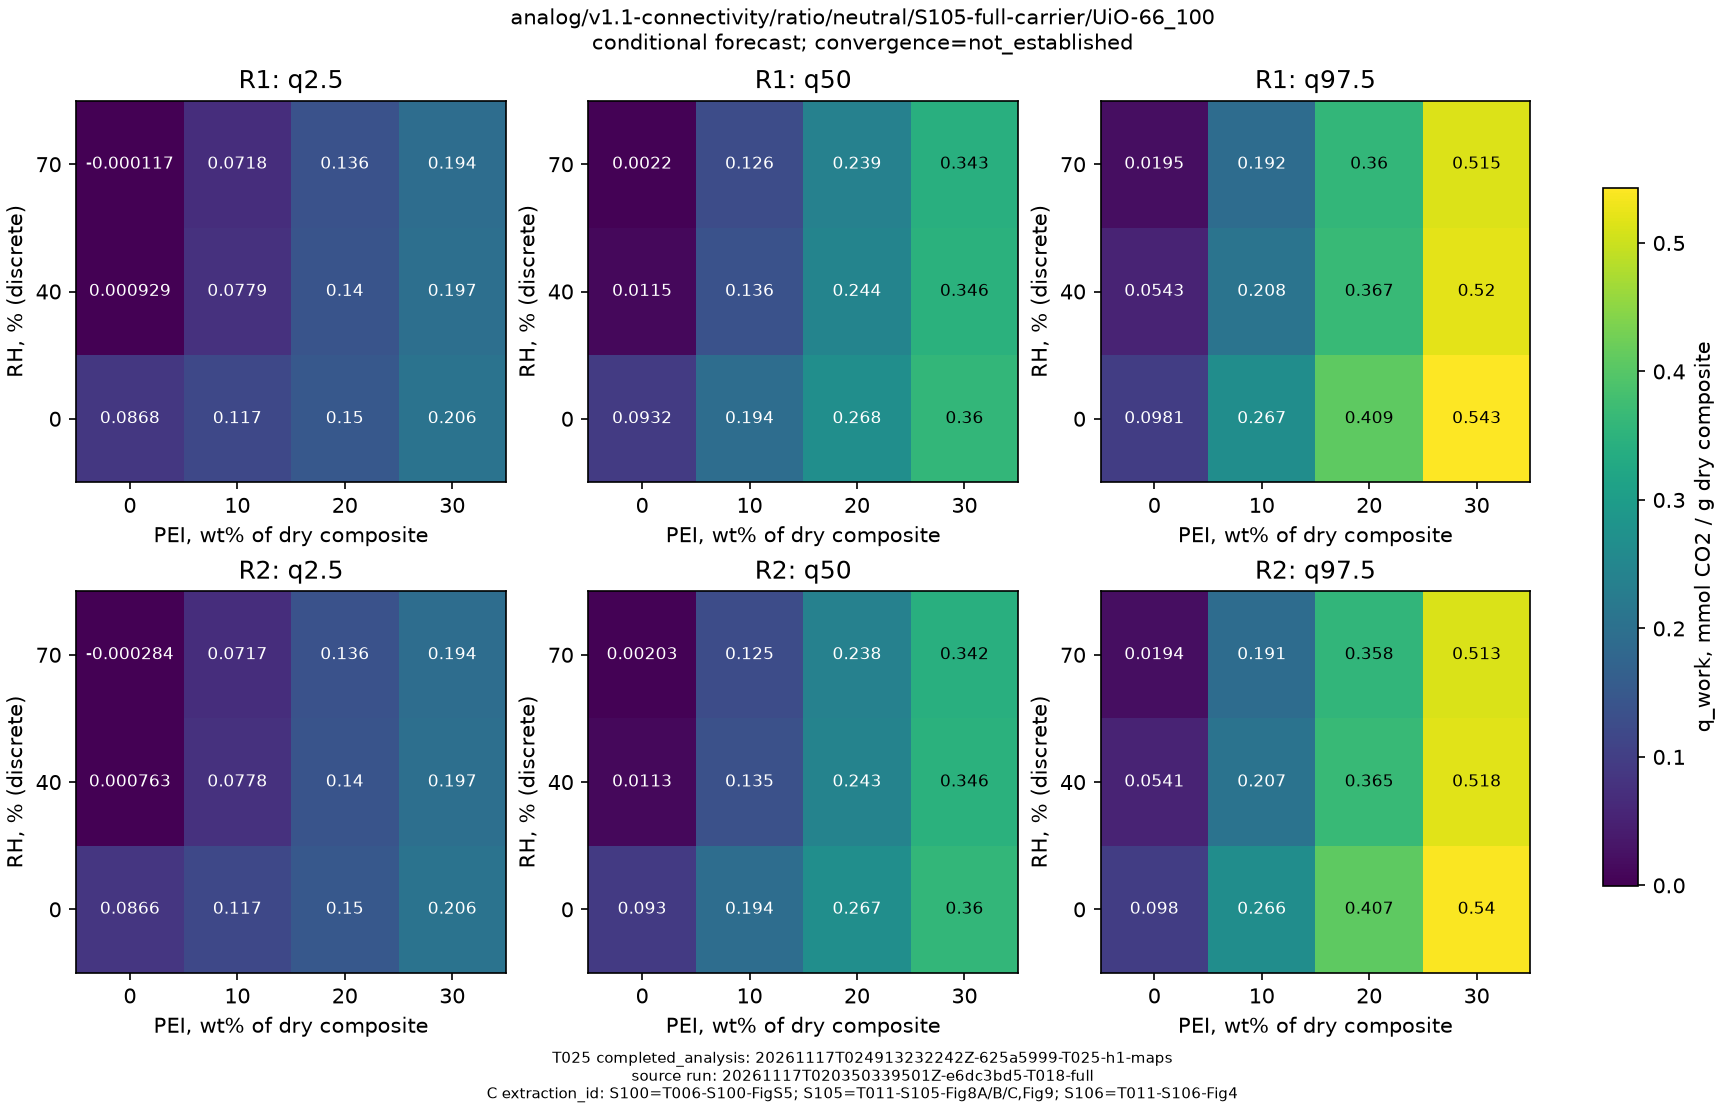 analog/v1.1-connectivity/ratio/neutral/S105-full-carrier/UiO-66_100
conditional forecast; convergence=not_established
R1: q2.5
RH, % (discrete)
70
-0.000117 0.0718 0.136 0.194
40
0.000929 0.0779 0.14 0.197
0
0.0868 0.117 0.15 0.206
0 10 20 30
PEI, wt% of dry composite
R1: q50
RH, % (discrete)
70
0.0022 0.126 0.239 0.343
40
0.0115 0.136 0.244 0.346
0
0.0932 0.194 0.268 0.36
0 10 20 30
PEI, wt% of dry composite
R1: q97.5
RH, % (discrete)
70
0.0195 0.192 0.36 0.515
40
0.0543 0.208 0.367 0.52
0
0.0981 0.267 0.409 0.543
0 10 20 30
PEI, wt% of dry composite
R2: q2.5
RH, % (discrete)
70
-0.000284 0.0717 0.136 0.194
40
0.000763 0.0778 0.14 0.197
0
0.0866 0.117 0.15 0.206
0 10 20 30
PEI, wt% of dry composite
R2: q50
RH, % (discrete)
70
0.00203 0.125 0.238 0.342
40
0.0113 0.135 0.243 0.346
0
0.093 0.194 0.267 0.36
0 10 20 30
PEI, wt% of dry composite
R2: q97.5
RH, % (discrete)
70
0.0194 0.191 0.358 0.513
40
0.0541 0.207 0.365 0.518
0
0.098 0.266 0.407 0.54
0 10 20 30
PEI, wt% of dry composite
0.5
0.4
0.3
0.2
0.1
0.0
q_work, mmol CO2 / g dry composite
T025 completed_analysis: 20261117T024913232242Z-625a5999-T025-h1-maps
source run: 20261117T020350339501Z-e6dc3bd5-T018-full
C extraction_id: S100=T006-S100-FigS5; S105=T011-S105-Fig8A/B/C,Fig9; S106=T011-S106-Fig4